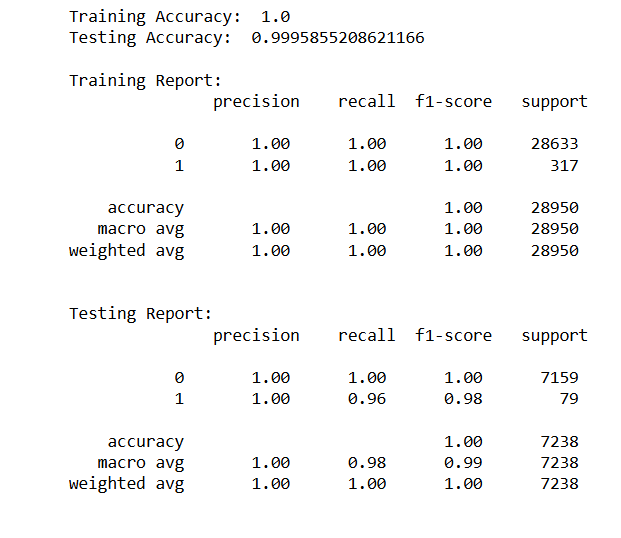 Training Accuracy:  1.0
Testing Accuracy:  0.9995855208621166
Training Report:
precision    recall  f1-score   support
0       1.00      1.00      1.00     28633
1       1.00      1.00      1.00       317
accuracy                           1.00     28950
macro avg       1.00      1.00      1.00     28950
weighted avg       1.00      1.00      1.00     28950
Testing Report:
precision    recall  f1-score   support
0       1.00      1.00      1.00      7159
1       1.00      0.96      0.98        79
accuracy                           1.00      7238
macro avg       1.00      0.98      0.99      7238
weighted avg       1.00      1.00      1.00      7238